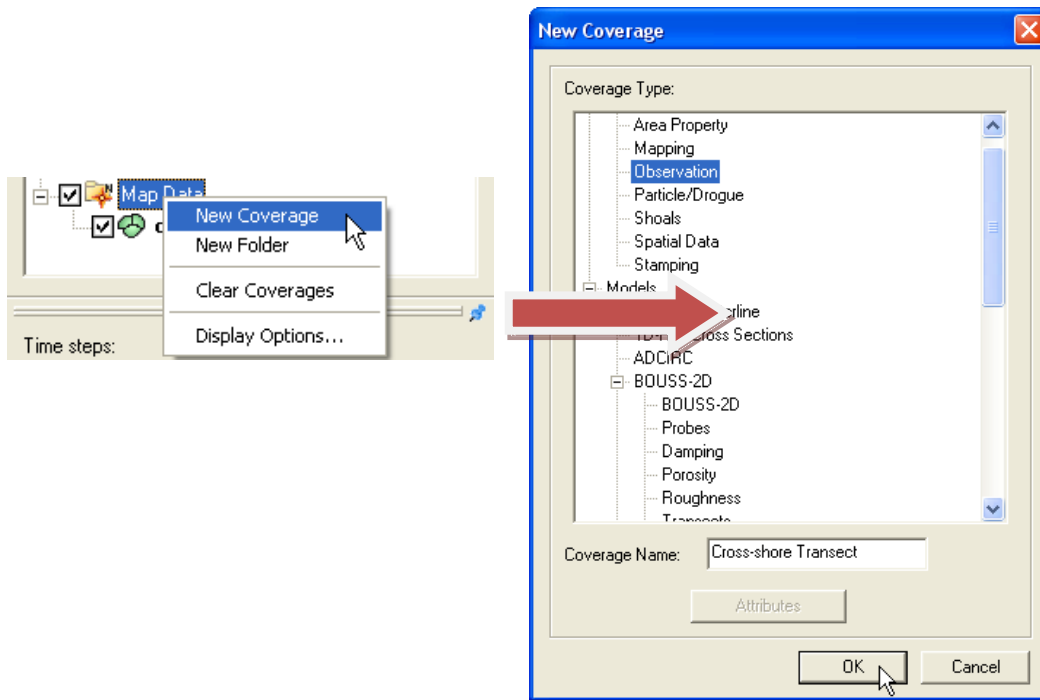 Map Data
New Coverage
New Folder
Clear Coverages
Display Options...
Time steps:
New Coverage
Coverage Type:
Area Property
Mapping
Observation
Particle/Drogue
Shoals
Spatial Data
Stamping
Models
Cross Sections
ADCIRC
BOUSS-2D
BOUSS-2D
Probes
Damping
Porosity
Roughness
Transects
Coverage Name: Cross-shore Transect
Attributes
OK Cancel